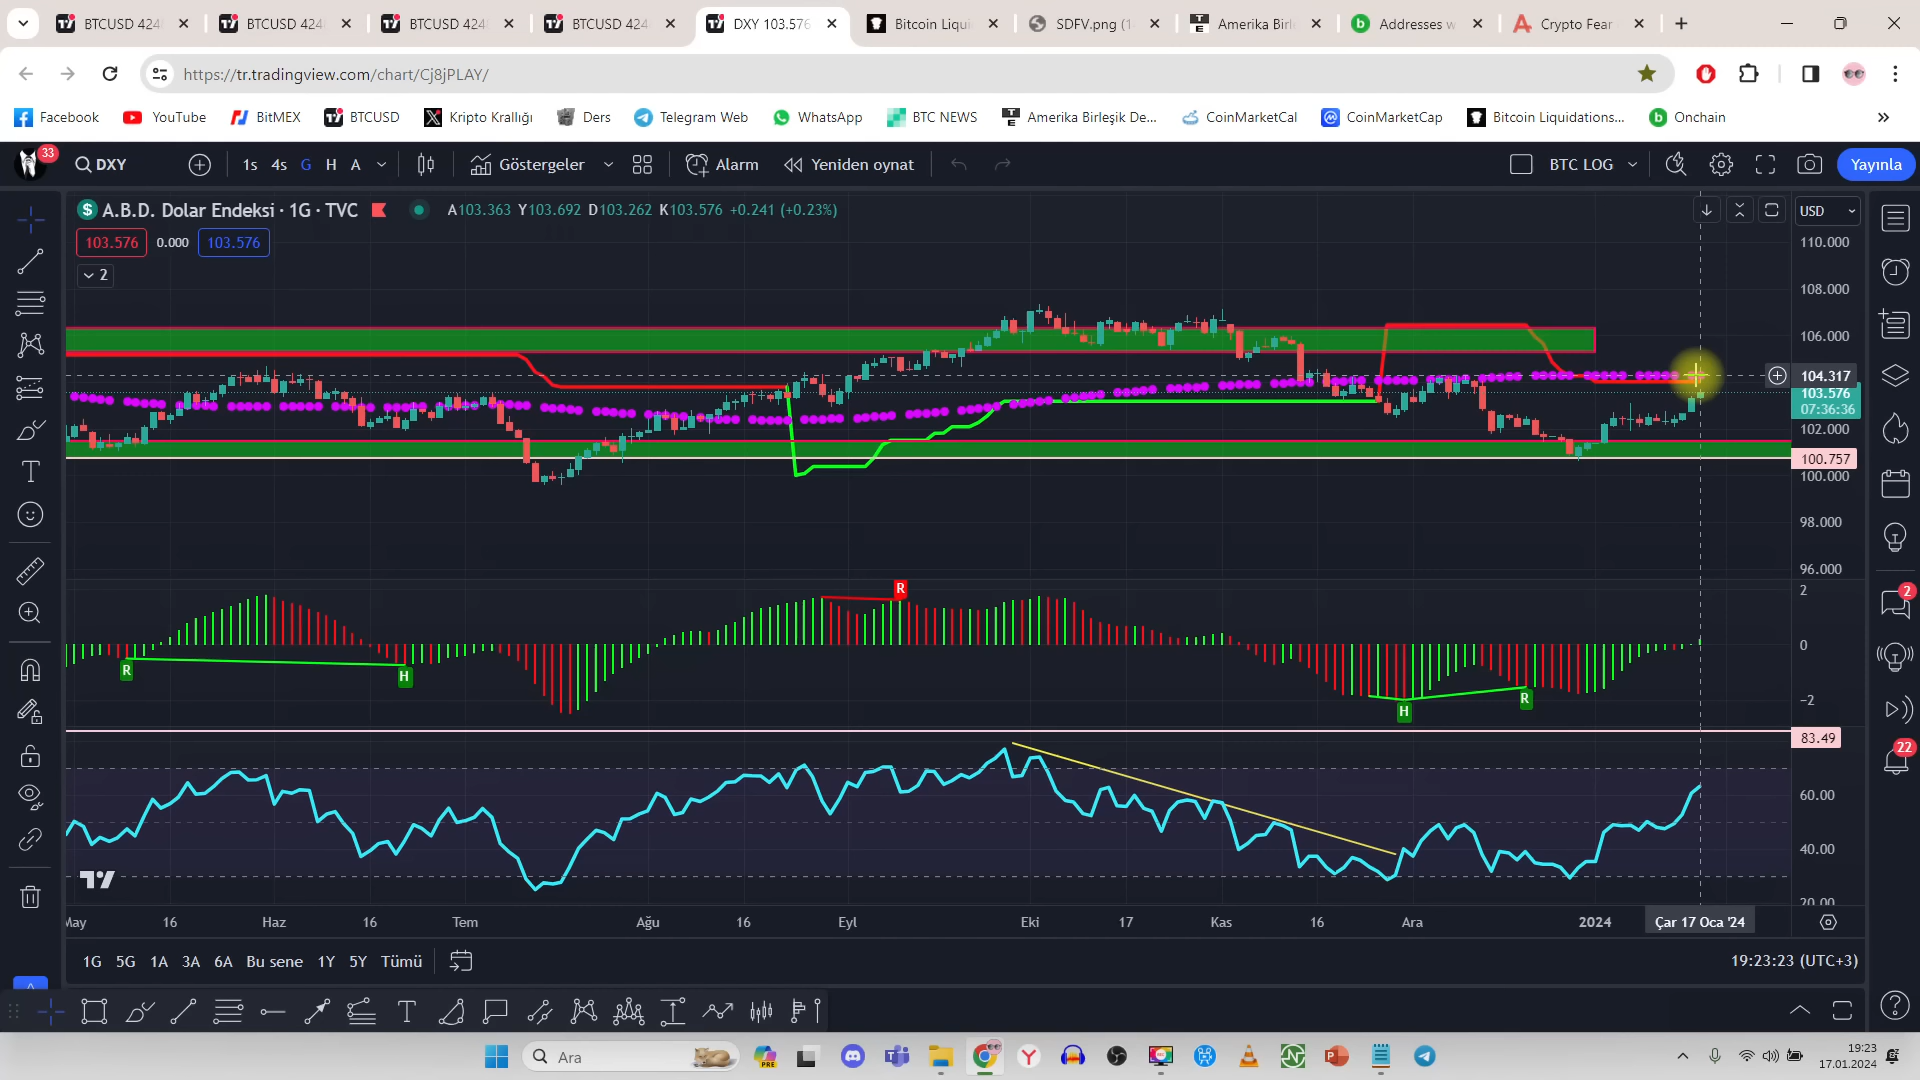 BTCUSD 424
BTCUSD 424
BTCUSD 424
BTCUSD 424
DXY 103.576
Bitcoin Liqui
SDFV.png (1
Amerika Birl
Addresses w
Crypto Fear
https://tr.tradingview.com/chart/Cj8jPLAY/
Facebook
YouTube
BitMEX
BTCUSD
Kripto Krallığı
Ders
Telegram Web
WhatsApp
BTC NEWS
Amerika Birleşik De...
CoinMarketCal
CoinMarketCap
Bitcoin Liquidations...
Onchain
33
DXY
1s 4s G H A
Göstergeler
Alarm
Yeniden oynat
BTC LOG
Yayınla
A.B.D. Dolar Endeksi · 1G · TVC
A103.363 Y103.692 D103.262 K103.576 +0.241 (+0.23%)
USD
103.576
0.000
103.576
2
110.000
108.000
106.000
104.317
103.576
07:36:36
102.000
100.757
100.000
98.000
96.000
R
R
H
H
R
2
0
−2
83.49
60.00
40.00
20.00
May 16 Haz 16 Tem Ağu 16 Eyl Eki 17 Kas 16 Ara 2024 Çar 17 Oca '24
1G 5G 1A 3A 6A Bu sene 1Y 5Y Tümü
19:23:23 (UTC+3)
2
22
Ara
PRE
19:23
17.01.2024